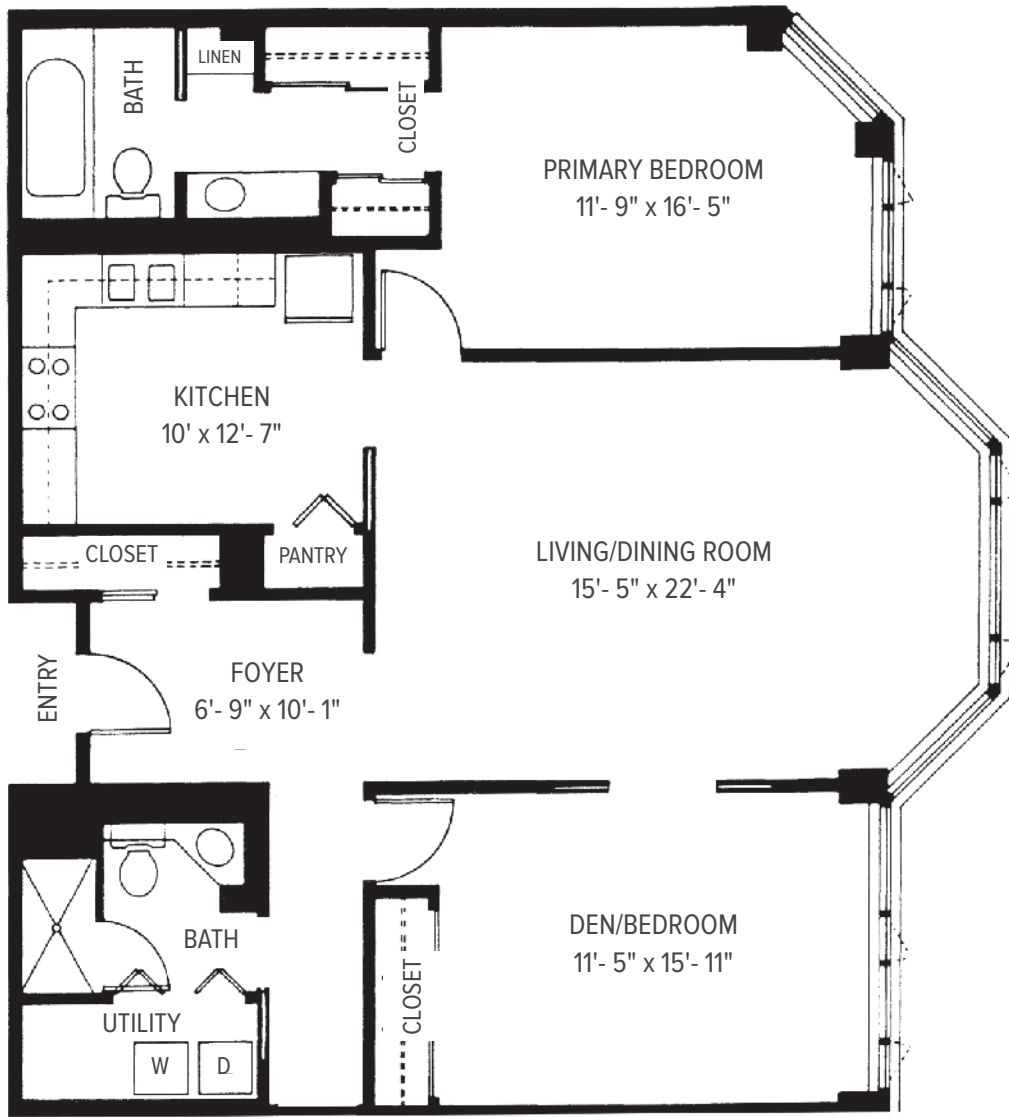 LINEN
BATH
CLOSET
PRIMARY BEDROOM
11'- 9" x 16'- 5"
KITCHEN
10' x 12'- 7"
CLOSET
PANTRY
LIVING/DINING ROOM
15'- 5" x 22'- 4"
ENTRY
FOYER
6'- 9" x 10'- 1"
BATH
DEN/BEDROOM
11'- 5" x 15'- 11"
CLOSET
UTILITY
W
D